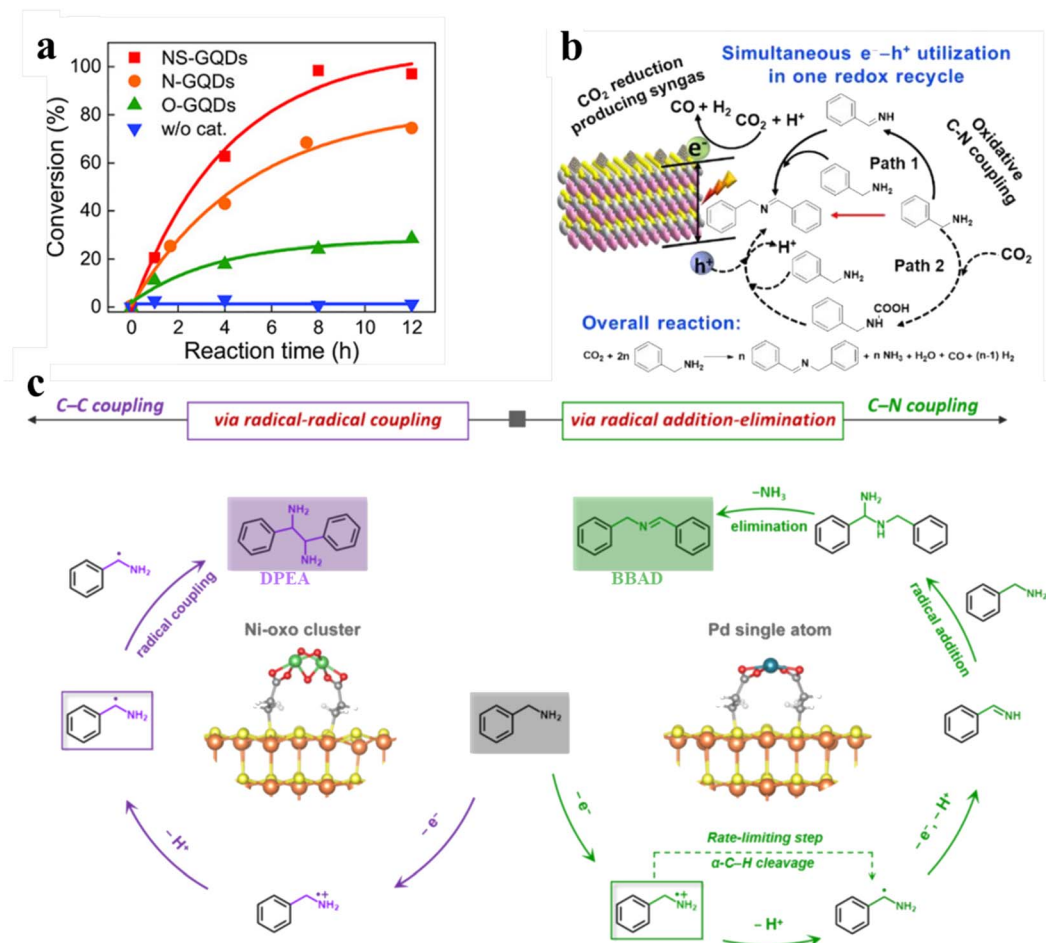 a
NS-GQDs
N-GQDs
O-GQDs
w/o cat.
Conversion (%)
100
80
60
40
20
0
0 2 4 6 8 10 12
Reaction time (h)
b
Simultaneous e⁻–h⁺ utilization
in one redox recycle
CO₂ reduction
producing syngas
CO + H₂
CO₂ + H⁺
e⁻
h⁺
H⁺
NH
NH₂
N
NH₂
NH₂
Path 1
Path 2
Oxidative
C-N coupling
CO₂
COOH
NH
Overall reaction:
CO₂ + 2n NH₂ n N + n NH₃ + H₂O + CO + (n-1) H₂
c
C–C coupling
via radical-radical coupling
via radical addition-elimination
C–N coupling
NH₂
NH₂
DPEA
NH₂
radical coupling
NH₂
– H⁺
NH₂
– e⁻
Ni-oxo cluster
NH₂
Pd single atom
– e⁻
NH₂
Rate-limiting step
α-C–H cleavage
– H⁺
NH₂
– e⁻, – H⁺
NH
radical addition
NH₂
NH₂
N
H
–NH₃
elimination
N
BBAD